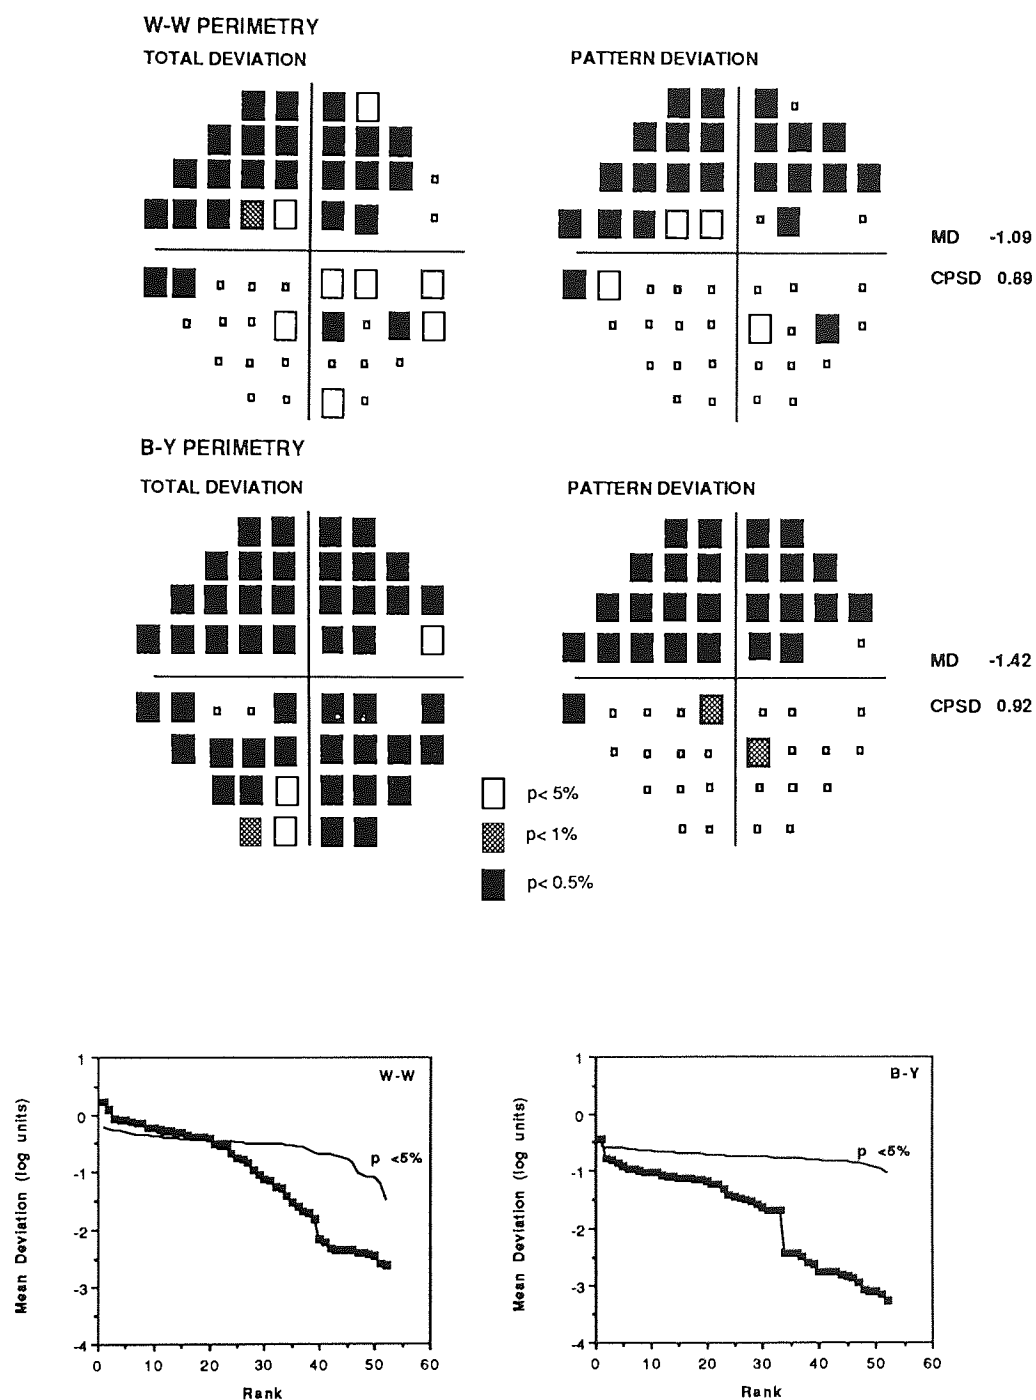 W-W PERIMETRY
TOTAL DEVIATION
PATTERN DEVIATION
MD -1.09
CPSD 0.89
B-Y PERIMETRY
TOTAL DEVIATION
PATTERN DEVIATION
MD -1.42
CPSD 0.92
p< 5%
p< 1%
p< 0.5%
Mean Deviation (log units)
1
0
-1
-2
-3
-4
W-W
p <5%
0 10 20 30 40 50 60
Rank
Mean Deviation (log units)
1
0
-1
-2
-3
-4
B-Y
p <5%
0 10 20 30 40 50 60
Rank